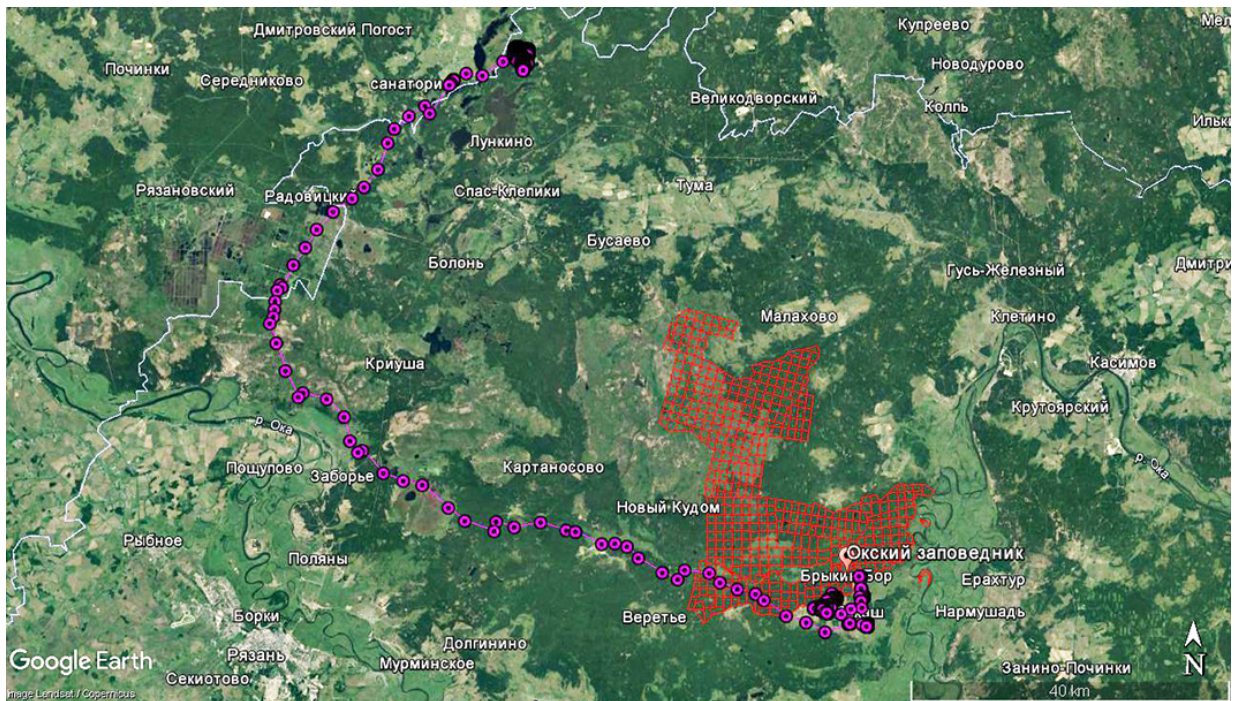 Дмитровский Погост
Купреево
Починки
Середниково
санатори
Новодурово
Великодворский
Колпь
Лункино
Рязановский
Радовицкий
Спас-Клепики
Тума
Бусаево
Болонь
Гусь-Железный
Малахово
Клетино
Криуша
Касимов
Крутоярский
р. Ока
Пощупово
Заборье
Картаносово
р. Ока
Новый Кудом
Рыбное
Поляны
Окский заповедник
Брыкин Бор
Ерахтур
Борки
Веретье
Нармушадь
Долгинино
Рязань
Мурминское
Google Earth
Секиотово
Занино-Починки
N
Image Landsat / Copernicus
40 km